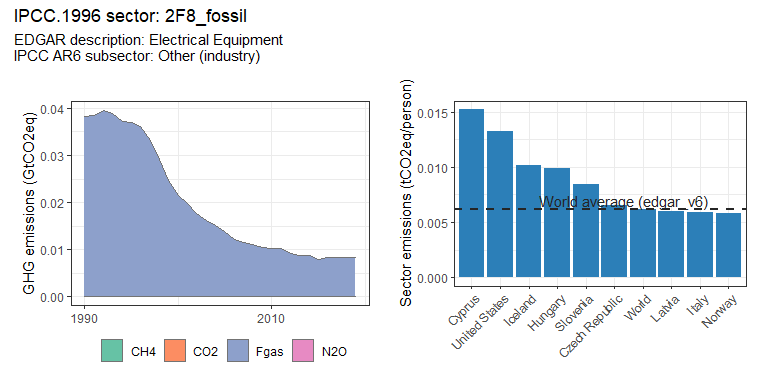 IPCC.1996 sector: 2F8_fossil
EDGAR description: Electrical Equipment
IPCC AR6 subsector: Other (industry)
GHG emissions (GtCO2eq)
0.04
0.03
0.02
0.01
0.00
1990
2010
CH4
CO2
Fgas
N2O
Sector emissions (tCO2eq/person)
0.015
0.010
0.005
0.000
World average (edgar_v6)
Cyprus
United States
Iceland
Hungary
Slovenia
Czech Republic
World
Latvia
Italy
Norway